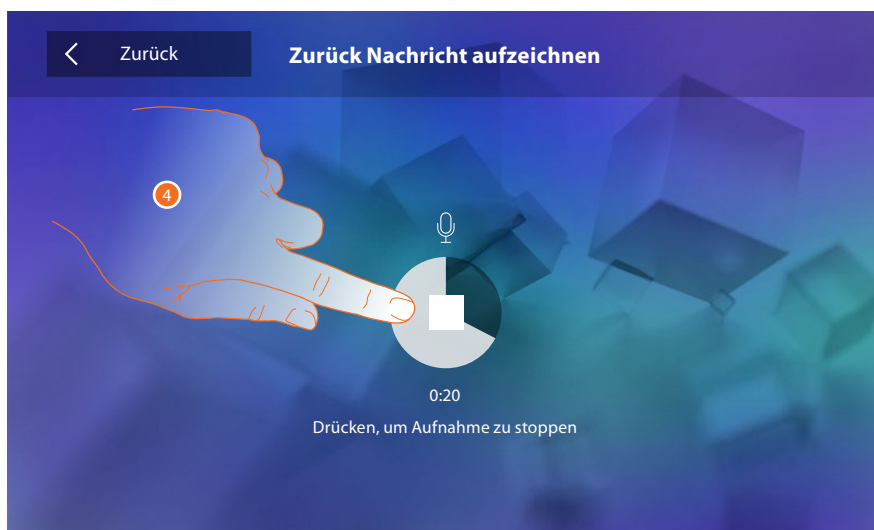 Zurück
Zurück Nachricht aufzeichnen
4
0:20
Drücken, um Aufnahme zu stoppen